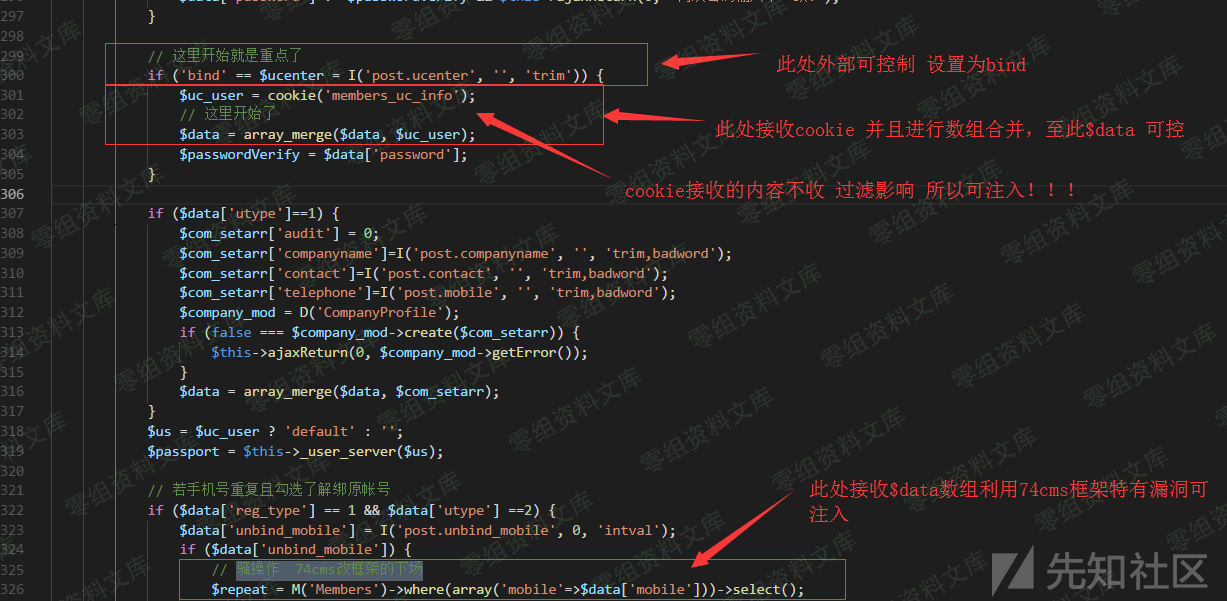 297 }
298
299 // 这里开始就是重点了
300 if ('bind' == $ucenter = I('post.ucenter', '', 'trim')) {
此处外部可控制 设置为bind
301 $uc_user = cookie('members_uc_info');
302 // 这里开始了
303 $data = array_merge($data, $uc_user);
此处接收cookie 并且进行数组合并，至此$data 可控
304 $passwordVerify = $data['password'];
305 }
cookie接收的内容不收 过滤影响 所以可注入！！！
306
307 if ($data['utype']==1) {
308 $com_setarr['audit'] = 0;
309 $com_setarr['companyname']=I('post.companyname', '', 'trim,badword');
310 $com_setarr['contact']=I('post.contact', '', 'trim,badword');
311 $com_setarr['telephone']=I('post.mobile', '', 'trim,badword');
312 $company_mod = D('CompanyProfile');
313 if (false === $company_mod->create($com_setarr)) {
314 $this->ajaxReturn(0, $company_mod->getError());
315 }
316 $data = array_merge($data, $com_setarr);
317 }
318 $us = $uc_user ? 'default' : '';
319 $passport = $this->_user_server($us);
320
321 // 若手机号重复且勾选了解绑原帐号
322 if ($data['reg_type'] == 1 && $data['utype'] ==2) {
此处接收$data数组利用74cms框架特有漏洞可
注入
323 $data['unbind_mobile'] = I('post.unbind_mobile', 0, 'intval');
324 if ($data['unbind_mobile']) {
325 // 骚操作 74cms改框架的下场
326 $repeat = M('Members')->where(array('mobile'=>$data['mobile']))->select();
先知社区
零组资料文库